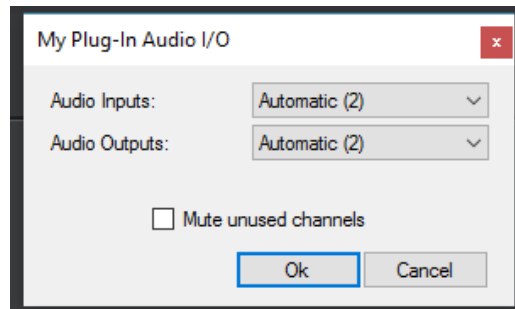 My Plug-In Audio I/O
x
Audio Inputs: Automatic (2)
Audio Outputs: Automatic (2)
Mute unused channels
Ok Cancel